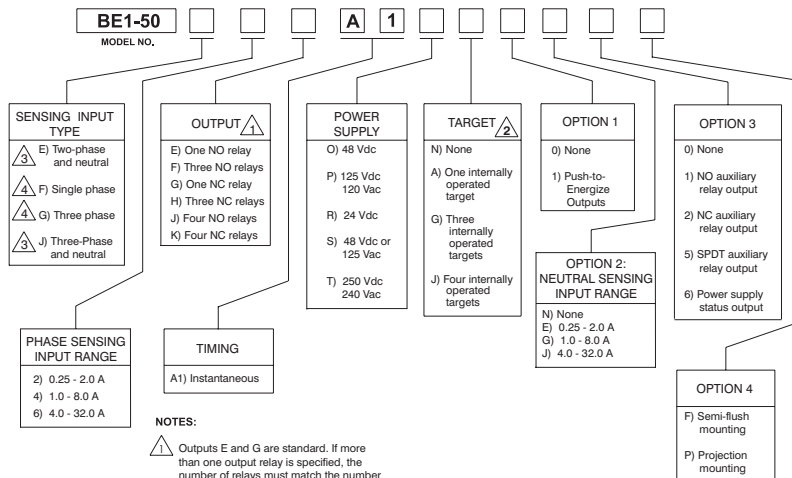 BE1-50 A 1
MODEL NO.
SENSING INPUT
TYPE
3 E) Two-phase
and neutral
4 F) Single phase
4 G) Three phase
3 J) Three-Phase
and neutral
OUTPUT 1
E) One NO relay
F) Three NO relays
G) One NC relay
H) Three NC relays
J) Four NO relays
K) Four NC relays
POWER
SUPPLY
O) 48 Vdc
P) 125 Vdc
120 Vac
R) 24 Vdc
S) 48 Vdc or
125 Vac
T) 250 Vdc
240 Vac
TARGET 2
N) None
A) One internally
operated
target
G) Three
internally
operated
targets
J) Four internally
operated
targets
OPTION 1
0) None
1) Push-to-
Energize
Outputs
OPTION 3
0) None
1) NO auxiliary
relay output
2) NC auxiliary
relay output
5) SPDT auxiliary
relay output
6) Power supply
status output
OPTION 2:
NEUTRAL SENSING
INPUT RANGE
N) None
E) 0.25 - 2.0 A
G) 1.0 - 8.0 A
J) 4.0 - 32.0 A
PHASE SENSING
INPUT RANGE
2) 0.25 - 2.0 A
4) 1.0 - 8.0 A
6) 4.0 - 32.0 A
TIMING
A1) Instantaneous
OPTION 4
F) Semi-flush
mounting
P) Projection
mounting
NOTES:
1 Outputs E and G are standard. If more
than one output relay is specified, the
number of relays must match the number